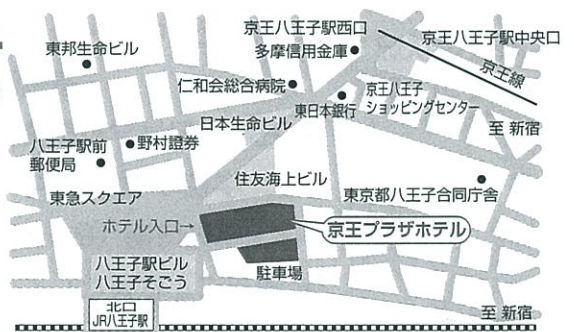 京王八王子駅西口
京王八王子駅中央口
東邦生命ビル
多摩信用金庫
京王線
仁和会総合病院
東日本銀行
京王八王子
ショッピングセンター
日本生命ビル
至 新宿
八王子駅前
郵便局
野村證券
住友海上ビル
東急スクエア
東京都八王子合同庁舎
ホテル入口→
京王プラザホテル
八王子駅ビル
八王子そごう
駐車場
北口
JR八王子駅
至 新宿